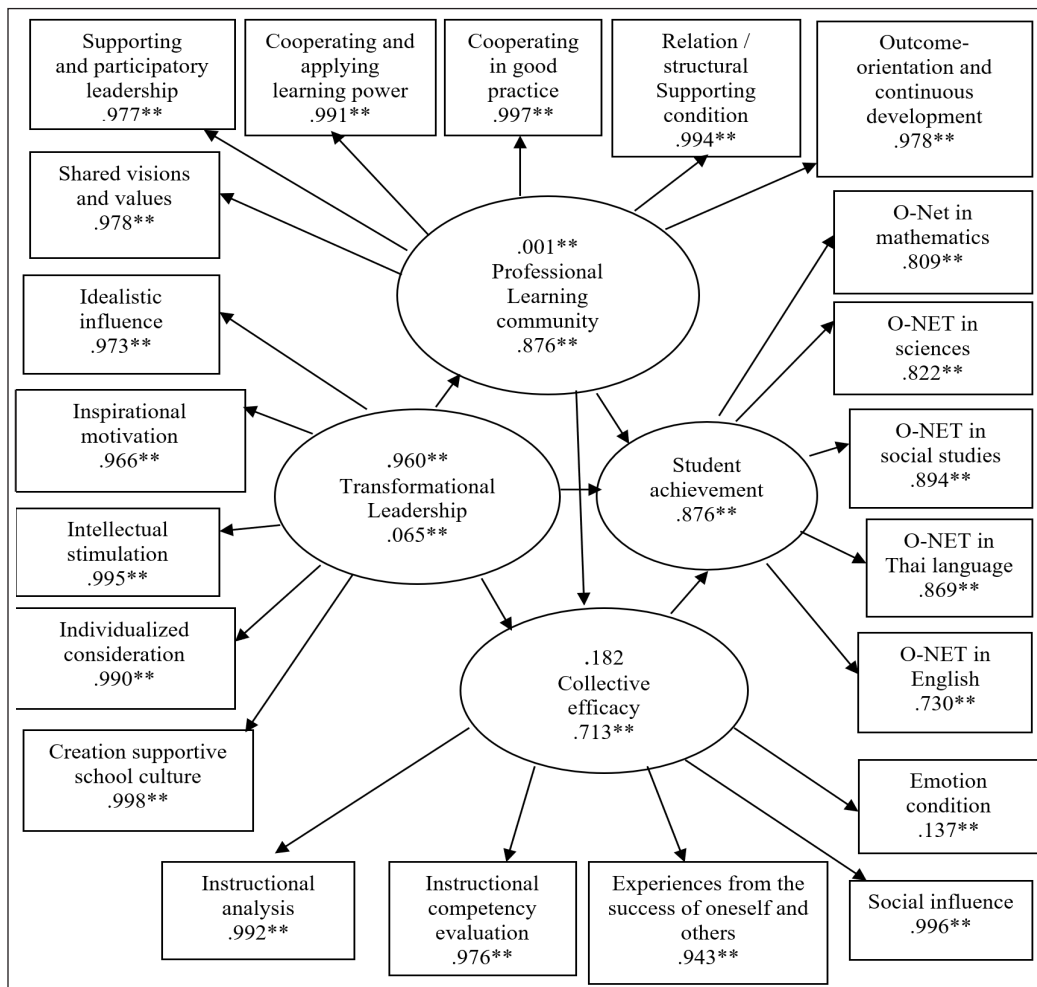 Supporting
and participatory
leadership
.977**
Cooperating and
applying
learning power
.991**
Cooperating
in good
practice
.997**
Relation /
structural
Supporting
condition
.994**
Outcome-
orientation and
continuous
development
.978**
Shared visions
and values
.978**
.001**
Professional
Learning
community
.876**
O-Net in
mathematics
.809**
Idealistic
influence
.973**
O-NET in
sciences
.822**
Inspirational
motivation
.966**
.960**
Transformational
Leadership
.065**
Student
achievement
.876**
O-NET in
social studies
.894**
Intellectual
stimulation
.995**
O-NET in
Thai language
.869**
Individualized
consideration
.990**
.182
Collective
efficacy
.713**
O-NET in
English
.730**
Creation supportive
school culture
.998**
Emotion
condition
.137**
Instructional
analysis
.992**
Instructional
competency
evaluation
.976**
Experiences from the
success of oneself and
others
.943**
Social influence
.996**